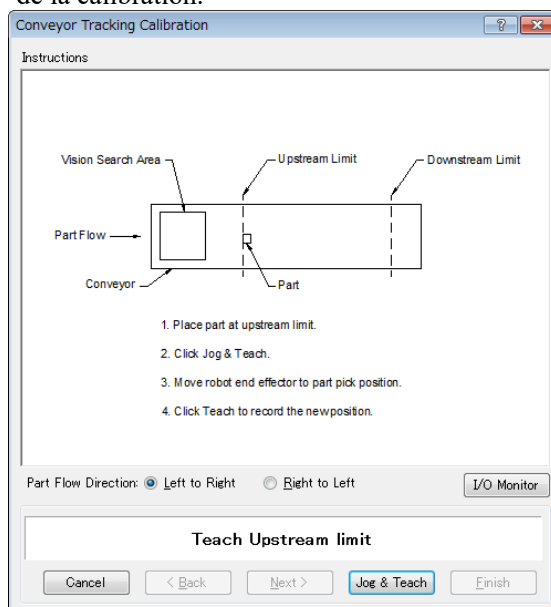 de la calibration.
Conveyor Tracking Calibration
Instructions
Vision Search Area
Upstream Limit
Downstream Limit
Part Flow
Conveyor
Part
1. Place part at upstream limit.
2. Click Jog & Teach.
3. Move robot end effector to part pick position.
4. Click Teach to record the new position.
Part Flow Direction: Left to Right Right to Left I/O Monitor
Teach Upstream limit
Cancel < Back Next > Jog & Teach Finish